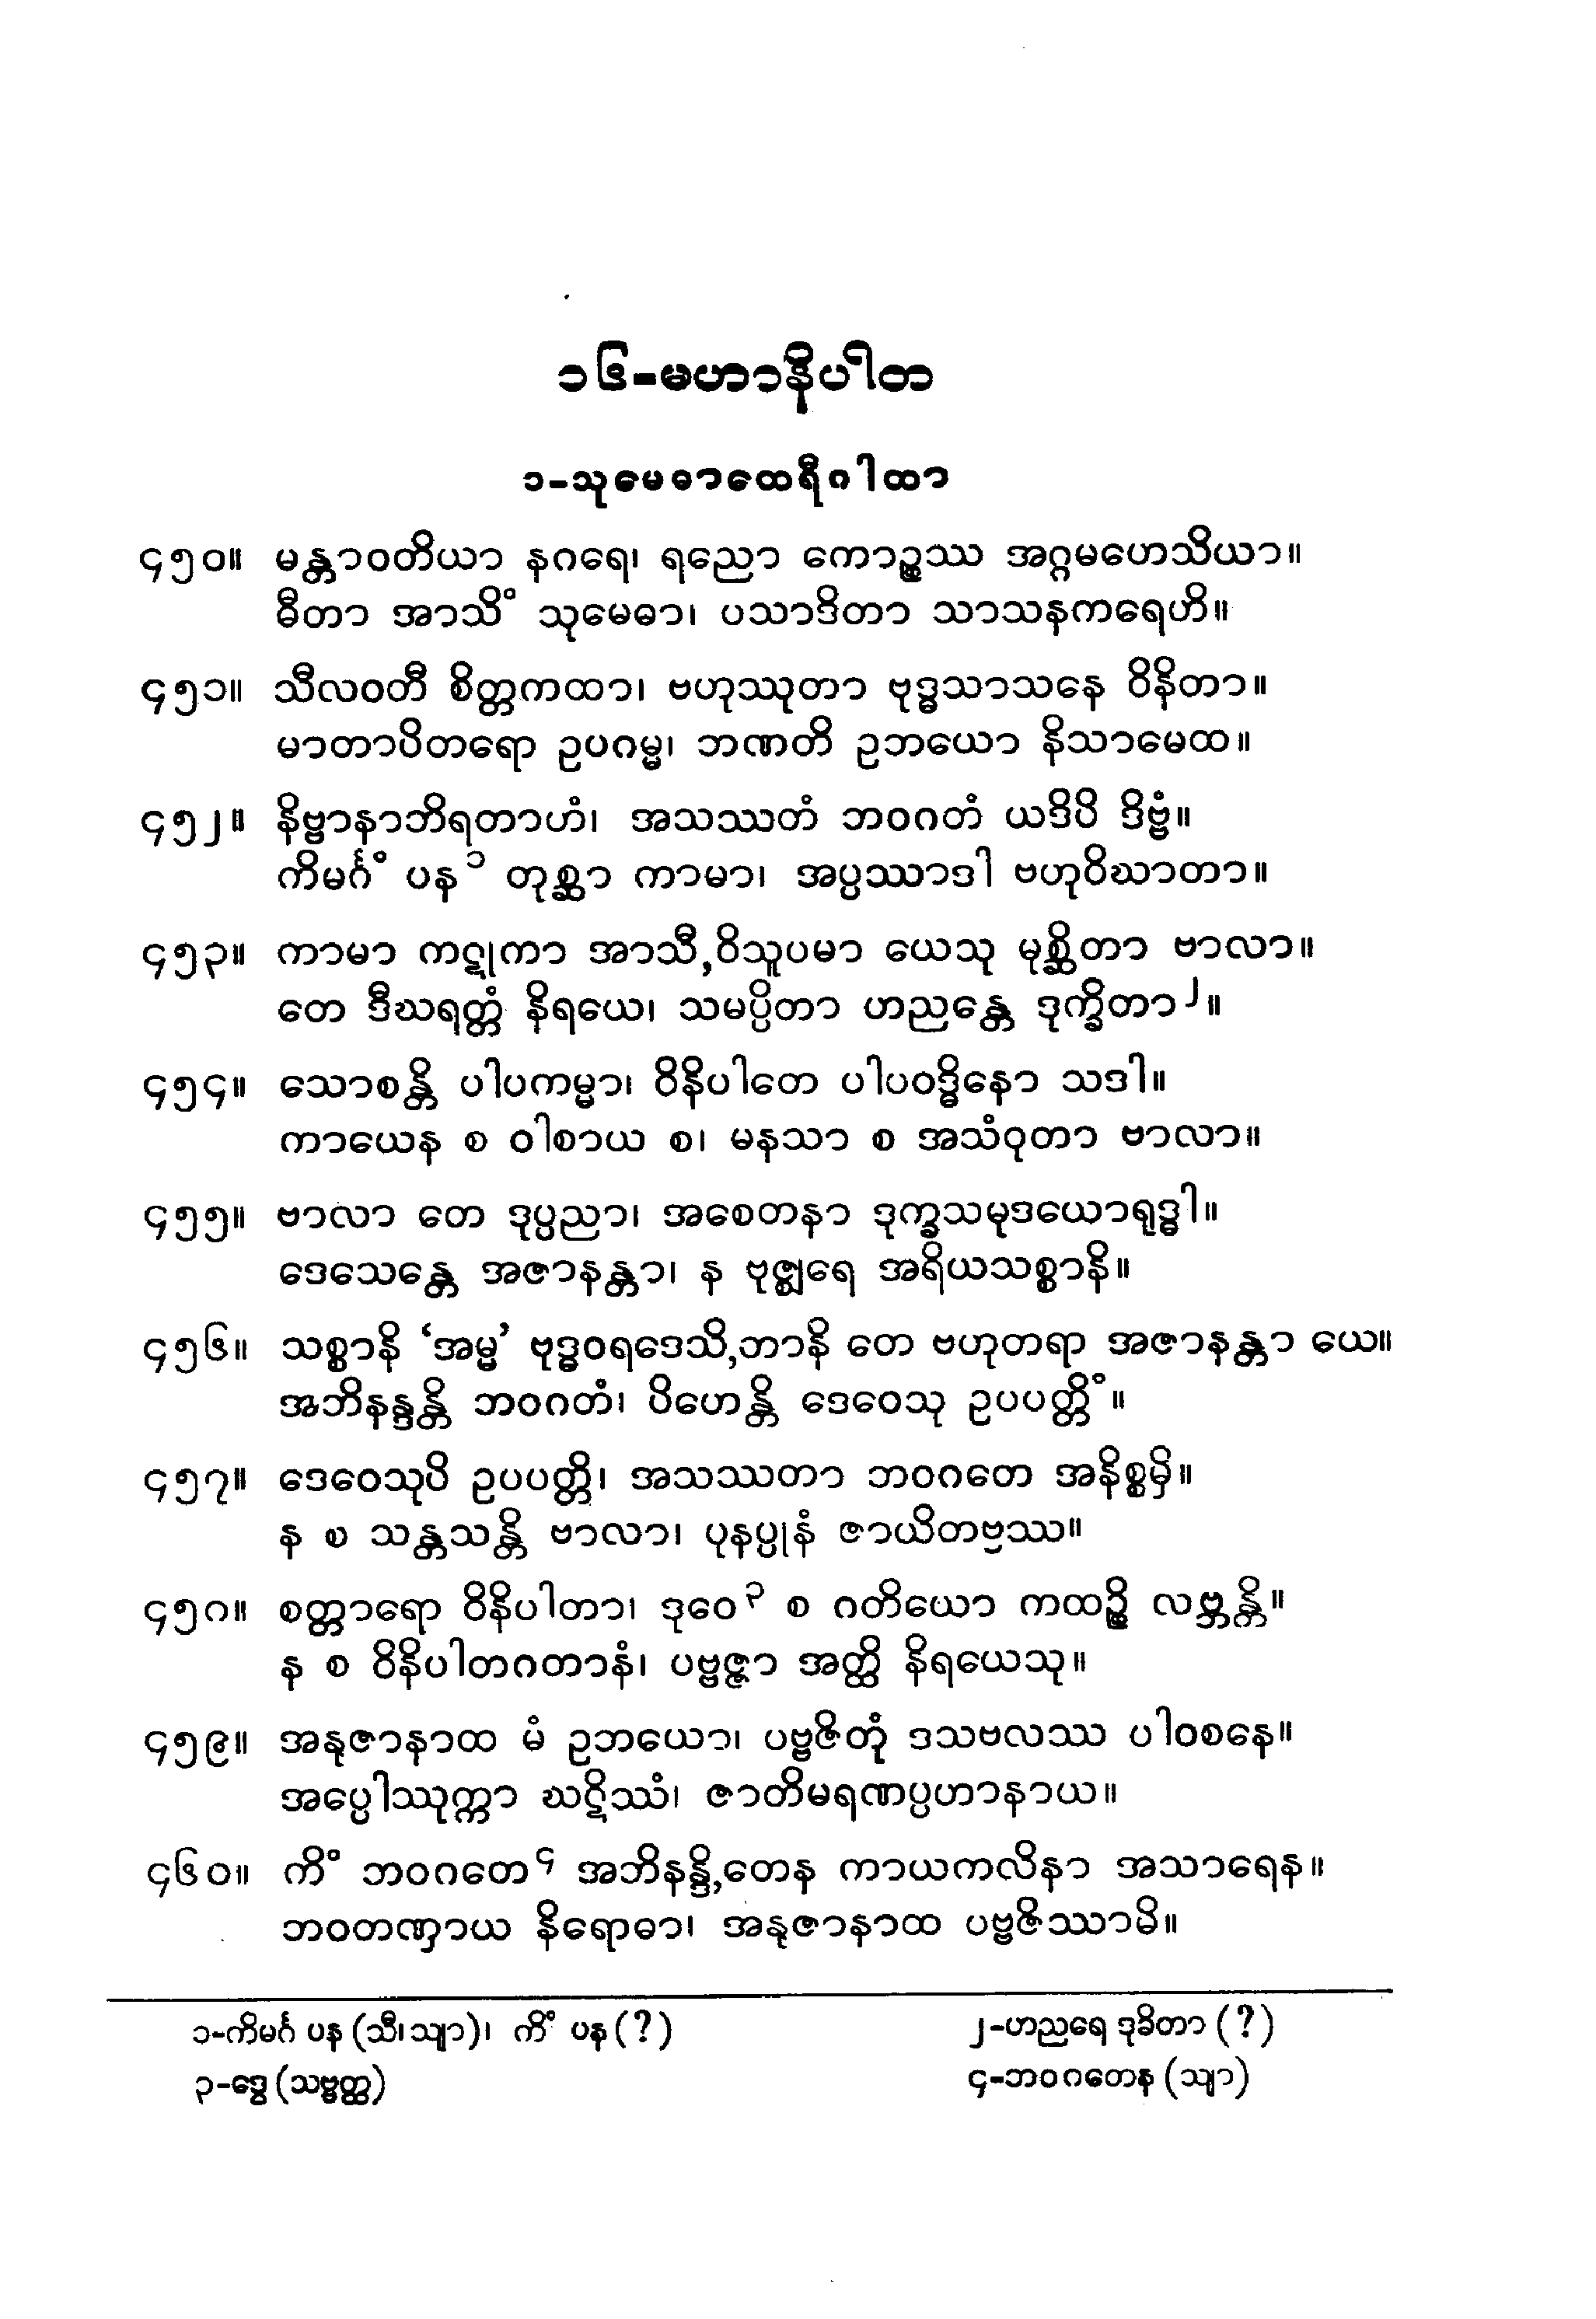 ၁၆-မဟာနိပါတ
၁-သုမေဓာထေရီဂါထာ
၄၅၀။ မန္တာဝတိယာ နဂရေ၊ ရညော ကောဉ္စဿ အဂ္ဂမဟေသိယာ။
ဓီတာ အာသိံ သုမေဓာ၊ ပသာဒိတာ သာသနကရေဟိ။
၄၅၁။ သီလဝတီ စိတ္တကထာ၊ ဗဟုဿုတာ ဗုဒ္ဓသာသနေ ဝိနိတာ။
မာတာပိတရော ဥပဂမ္မ၊ ဘဏတိ ဥဘယော နိသာမေထ။
၄၅၂။ နိဗ္ဗာနာဘိရတာဟံ၊ အသဿတံ ဘဝဂတံ ယဒိပိ ဒိဗ္ဗံ။
ကိမင်္ဂံ ပန ၁ တုစ္ဆာ ကာမာ၊ အပ္ပဿာဒါ ဗဟုဝိဃာတာ။
၄၅၃။ ကာမာ ကဋုကာ အာသီ,ဝိသူပမာ ယေသု မုစ္ဆိတာ ဗာလာ။
တေ ဒီဃရတ္တံ နိရယေ၊ သမပ္ပိတာ ဟညန္တေ ဒုက္ခိတာ ၂။
၄၅၄။ သောစန္တိ ပါပကမ္မာ၊ ဝိနိပါတေ ပါပဝဒ္ဓိနော သဒါ။
ကာယေန စ ဝါစာယ စ၊ မနသာ စ အသံဝုတာ ဗာလာ။
၄၅၅။ ဗာလာ တေ ဒုပ္ပညာ၊ အစေတနာ ဒုက္ခသမုဒယောရုဒ္ဓါ။
ဒေသေန္တေ အဇာနန္တာ၊ န ဗုဇ္ဈရေ အရိယသစ္စာနိ။
၄၅၆။ သစ္စာနိ ‘အမ္မ’ ဗုဒ္ဓဝရဒေသိ,တာနိ တေ ဗဟုတရာ အဇာနန္တာ ယေ။
အဘိနန္ဒန္တိ ဘဝဂတံ၊ ပိဟေန္တိ ဒေဝေသု ဥပပတ္တိံ။
၄၅၇။ ဒေဝေသုပိ ဥပပတ္တိ၊ အသဿတာ ဘဝဂတေ အနိစ္စမှိ။
န စ သန္တသန္တိ ဗာလာ၊ ပုနပ္ပုနံ ဇာယိတဗ္ဗဿ။
၄၅၈။ စတ္တာရော ဝိနိပါတာ၊ ဒုဝေ ၃ စ ဂတိယော ကထဉ္စိ လဗ္ဘန္တိ။
န စ ဝိနိပါတဂတာနံ၊ ပဗ္ဗဇ္ဇာ အတ္ထိ နိရယေသု။
၄၅၉။ အနုဇာနာထ မံ ဥဘယော၊ ပဗ္ဗဇိတုံ ဒသဗလဿ ပါဝစနေ။
အပ္ပေါဿုက္ကာ ဃဋိဿံ၊ ဇာတိမရဏပ္ပဟာနာယ။
၄၆၀။ ကိံ ဘဝဂတေ ၄ အဘိနန္ဒိ,တေန ကာယကလိနာ အသာရေန။
ဘဝတဏှာယ နိရောဓာ၊ အနုဇာနာထ ပဗ္ဗဇိဿာမိ။
၁-ကိမင်္ဂ ပန (သီ၊ သျာ)၊ ကိံ ပန (?) ၂-ဟညရေ ဒုခိတာ (?)
၃-ဒွေ (သဗ္ဗတ္ထ) ၄-ဘဝဂတေန (သျာ)